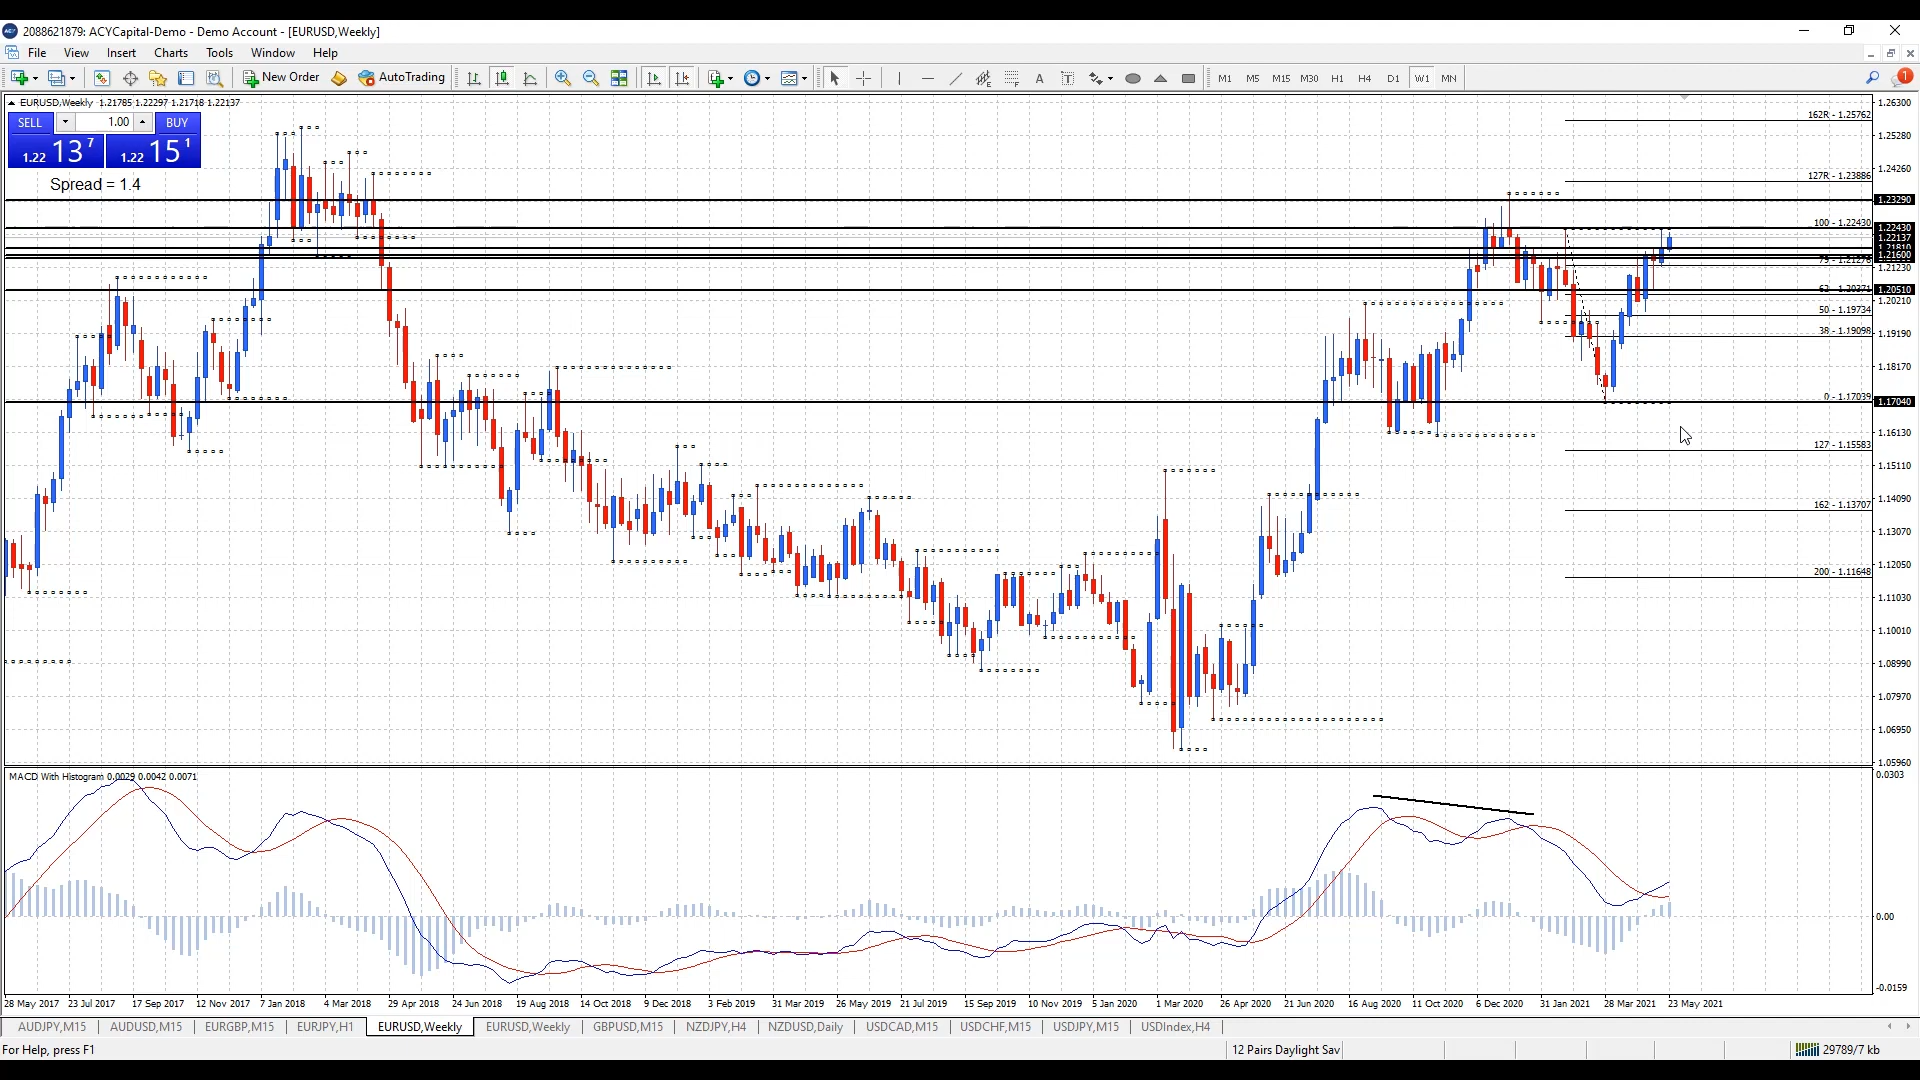 2088621879: ACYCapital-Demo - Demo Account - [EURUSD,Weekly]
File View Insert Charts Tools Window Help
New Order AutoTrading M1 M5 M15 M30 H1 H4 D1 W1 MN 1
EURUSD,Weekly 1.21785 1.22297 1.21718 1.22137
SELL 1.00 BUY
1.22 13 7 1.22 15 1
Spread = 1.4
162R - 1.25762
127R - 1.23886
100 - 1.22430
79 - 1.21276
62 - 1.20371
50 - 1.19734
38 - 1.19098
0 - 1.17039
127 - 1.15583
162 - 1.13707
200 - 1.11648
1.26300
1.25280
1.24260
1.23290
1.22430
1.22137
1.21600
1.21230
1.20510
1.20210
1.19190
1.18170
1.17040
1.16130
1.15110
1.14090
1.13070
1.12050
1.11030
1.10010
1.08990
1.07970
1.06950
1.05960
MACD With Histogram 0.0029 0.0042 0.0071
0.0303
0.00
-0.0159
28 May 2017 23 Jul 2017 17 Sep 2017 12 Nov 2017 7 Jan 2018 4 Mar 2018 29 Apr 2018 24 Jun 2018 19 Aug 2018 14 Oct 2018 9 Dec 2018 3 Feb 2019 31 Mar 2019 26 May 2019 21 Jul 2019 15 Sep 2019 10 Nov 2019 5 Jan 2020 1 Mar 2020 26 Apr 2020 21 Jun 2020 16 Aug 2020 11 Oct 2020 6 Dec 2020 31 Jan 2021 28 Mar 2021 23 May 2021
AUDJPY,M15 AUDUSD,M15 EURGBP,M15 EURJPY,H1 EURUSD,Weekly EURUSD,Weekly GBPUSD,M15 NZDJPY,H4 NZDUSD,Daily USDCAD,M15 USDCHF,M15 USDJPY,M15 USDIndex,H4
For Help, press F1 12 Pairs Daylight Sav 29789/7 kb